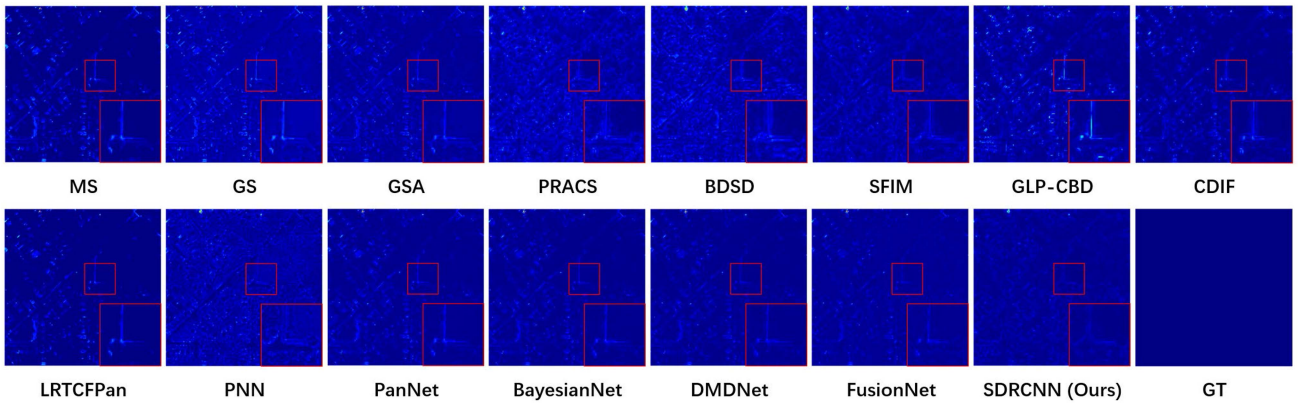 MS GS GSA PRACS BDSD SFIM GLP-CBD CDIF
LRTCFPan PNN PanNet BayesianNet DMDNet FusionNet SDRCNN (Ours) GT